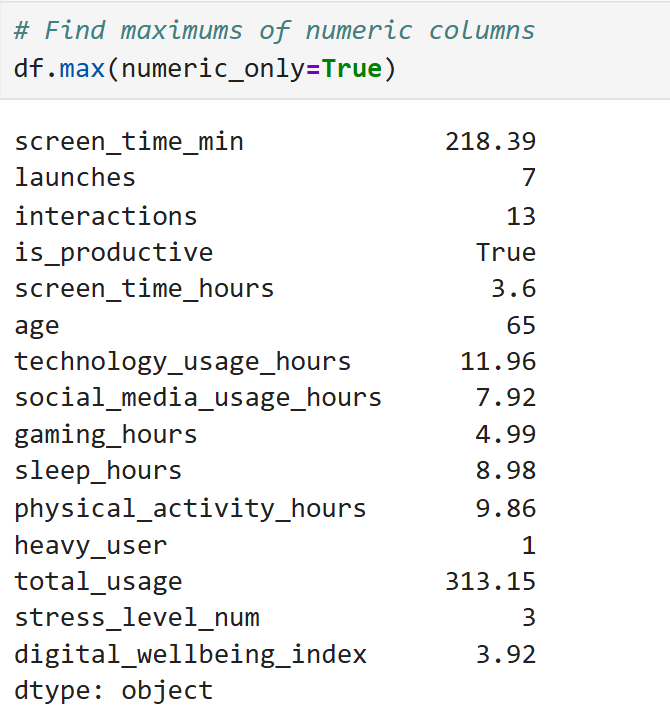 # Find maximums of numeric columns
df.max(numeric_only=True)
screen_time_min 218.39
launches 7
interactions 13
is_productive True
screen_time_hours 3.6
age 65
technology_usage_hours 11.96
social_media_usage_hours 7.92
gaming_hours 4.99
sleep_hours 8.98
physical_activity_hours 9.86
heavy_user 1
total_usage 313.15
stress_level_num 3
digital_wellbeing_index 3.92
dtype: object